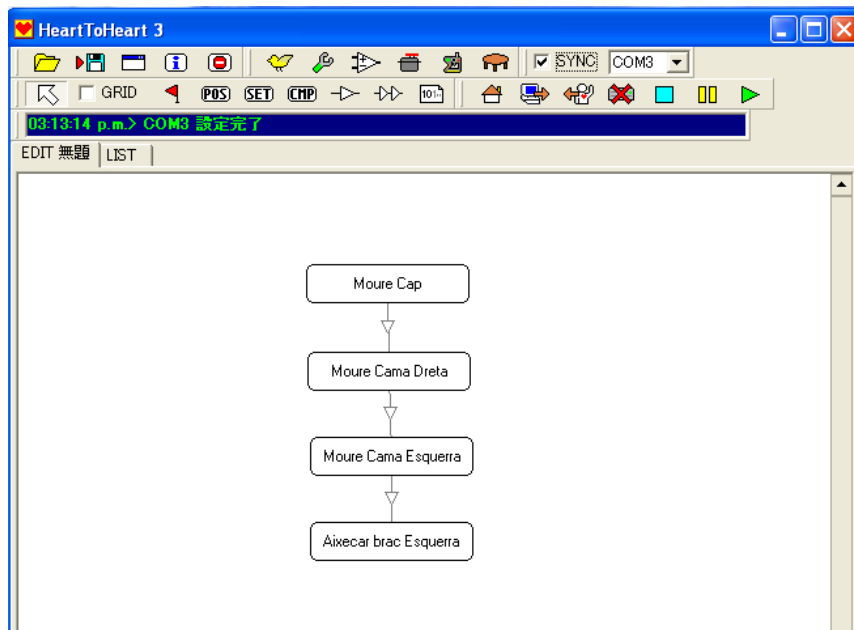 HeartToHeart 3
SYNC COM3
GRID POS SET CMP 101
03:13:14 p.m.> COM3 設定完了
EDIT 無題 LIST
Moure Cap
Moure Cama Dreta
Moure Cama Esquerra
Aixecar brac Esquerra